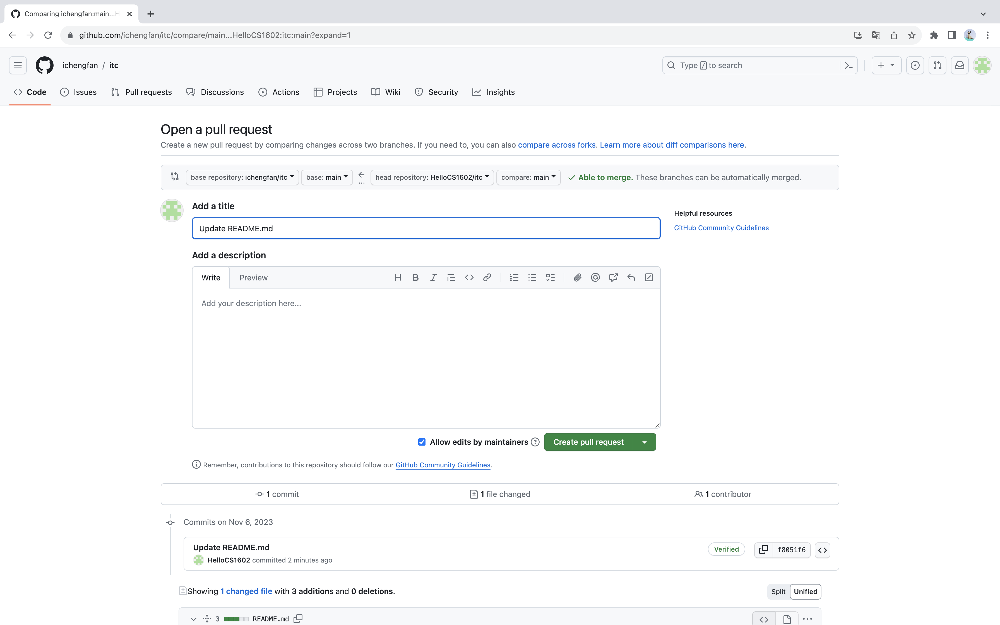 Comparing ichengfan:main...H
github.com/ichengfan/itc/compare/main...HelloCS1602:itc:main?expand=1
ichengfan / itc
Type / to search
Code Issues Pull requests Discussions Actions Projects Wiki Security Insights
Open a pull request
Create a new pull request by comparing changes across two branches. If you need to, you can also compare across forks. Learn more about diff comparisons here.
base repository: ichengfan/itc base: main ... head repository: HelloCS1602/itc compare: main Able to merge. These branches can be automatically merged.
Add a title
Update README.md
Helpful resources
GitHub Community Guidelines
Add a description
Write Preview
Add your description here...
Allow edits by maintainers Create pull request
Remember, contributions to this repository should follow our GitHub Community Guidelines.
1 commit 1 file changed 1 contributor
Commits on Nov 6, 2023
Update README.md
HelloCS1602 committed 2 minutes ago
Verified f8051f6
Showing 1 changed file with 3 additions and 0 deletions.
Split Unified
3 README.md